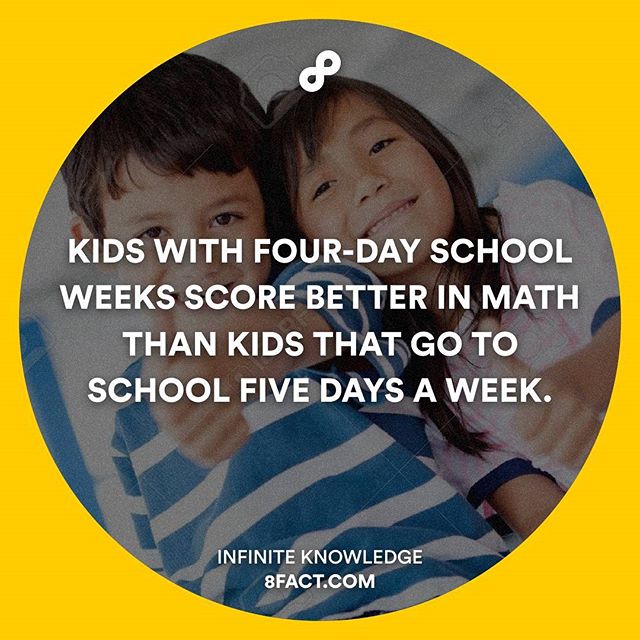 KIDS WITH FOUR-DAY SCHOOL
WEEKS SCORE BETTER IN MATH
THAN KIDS THAT GO TO
SCHOOL FIVE DAYS A WEEK.
INFINITE KNOWLEDGE
8FACT.COM